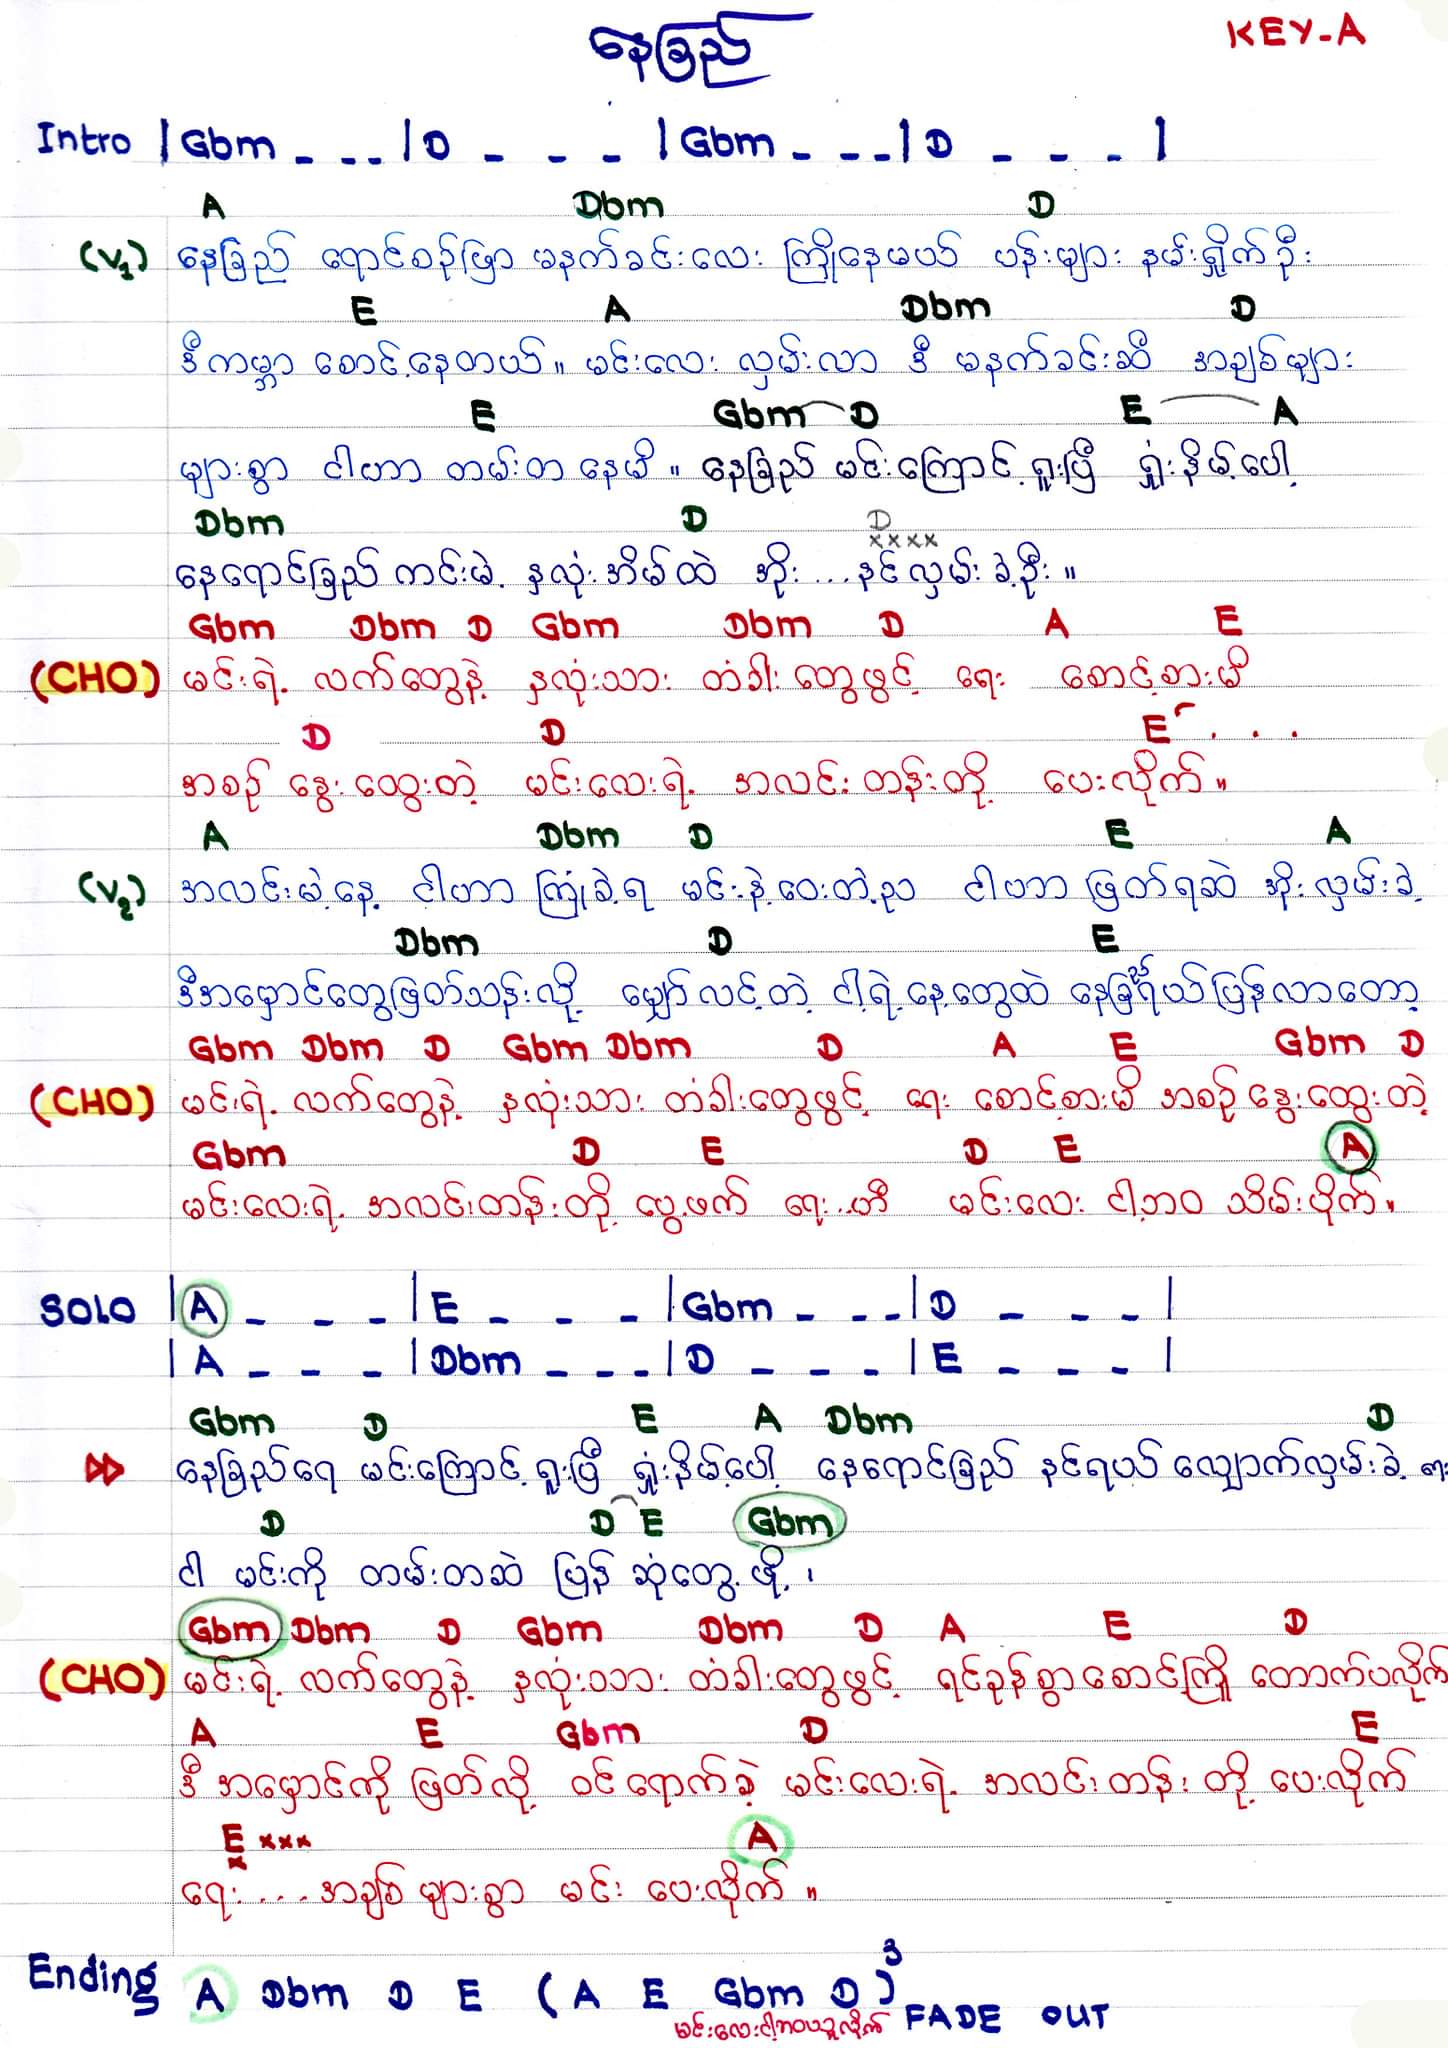 နေခြည်
KEY-A
Intro | Gbm _ _ _ | D _ _ _ | Gbm _ _ _ | D _ _ _ |
A Dbm D
(V1) နေခြည် ရောင်စဉ်ဖြာ မနက်ခင်းလေး ကြိုနေမယ် ပန်းများ နမ်းရှိုက်ဦး
E A Dbm D
ဒီကမ္ဘာ စောင့်နေတယ်။ မင်းလေး လှမ်းလာ ဒီ မနက်ခင်းဆီ အချစ်များ
E Gbm D E A
များစွာ ငါဟာ တမ်းတ နေမိ။ နေခြည် မင်းကြောင့် ရူးပြီ ရှုံးနိမ့်ပေါ့
Dbm D D
xxxx
နေရောင်ခြည် ကင်းမဲ့ နှလုံးအိမ်ထဲ အိုး ... နင်လှမ်းခဲ့ဦး။
Gbm Dbm D Gbm Dbm D A E
(CHO) မင်းရဲ့ လက်တွေနဲ့ နှလုံးသား တံခါးတွေဖွင့် ရေး စောင့်စားမိ
D D E . . .
အစဉ် နွေးထွေးတဲ့ မင်းလေးရဲ့ အလင်းတန်းတို့ ပေးလိုက်။
A Dbm D E A
(V2) အလင်းမဲ့နေ့ ငါဟာ ကြုံခဲ့ရ မင်းနဲ့ဝေးတဲ့ည ငါဟာ ဖြတ်ရဆဲ အိုးလှမ်းခဲ့
Dbm D E
ဒီအမှောင်တွေဖြတ်သန်းလို့ မျှော်လင့်တဲ့ ငါ့ရဲ့နေ့တွေထဲ နေခြည်ရယ်ပြန်လာတော့
Gbm Dbm D Gbm Dbm D A E Gbm D
(CHO) မင်းရဲ့ လက်တွေနဲ့ နှလုံးသား တံခါးတွေဖွင့် ရေး စောင့်စားမိ အစဉ်နွေးထွေးတဲ့
Gbm D E D E A
မင်းလေးရဲ့ အလင်းတန်းတို့ ပွေ့ဖက် ရေး..ဟီ မင်းလေး ငါ့ဘဝ သိမ်းပိုက်။
SOLO | A _ _ _ | E _ _ _ | Gbm _ _ _ | D _ _ _ |
| A _ _ _ | Dbm _ _ _ | D _ _ _ | E _ _ _ |
Gbm D E A Dbm D
နေခြည်ရေ မင်းကြောင့်ရူးပြီ ရှုံးနိမ့်ပေါ့ နေရောင်ခြည် နင်ရယ် လျှောက်လှမ်းခဲ့
D D E Gbm
ငါ မင်းကို တမ်းတဆဲ ပြန် ဆုံတွေ့ဖို့၊
Gbm Dbm D Gbm Dbm D A E D
(CHO) မင်းရဲ့ လက်တွေနဲ့ နှလုံးသား တံခါးတွေဖွင့် ရင်ခုန်စွာစောင့်ကြို တောက်ပလိုက်
A E Gbm D E
ဒီ အမှောင်ကို ဖြတ်လို့ ဝင်ရောက်ခဲ့ မင်းလေးရဲ့ အလင်းတန်း တို့ ပေးလိုက်
E xxx A
x
ရေး ... အချစ်များစွာ မင်း ပေးလိုက်။
Ending A Dbm D E ( A E Gbm D )3 FADE OUT